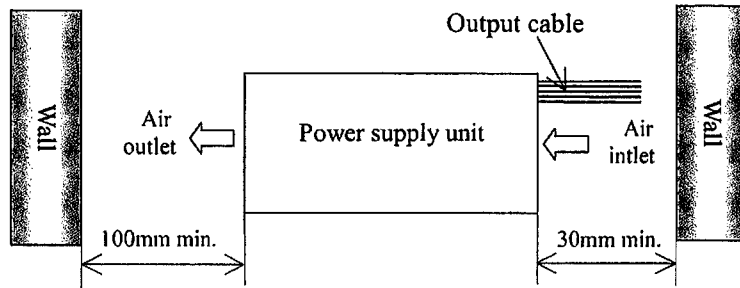 Output cable
Wall
Air
outlet
Power supply unit
Air
intlet
Wall
100mm min.
30mm min.